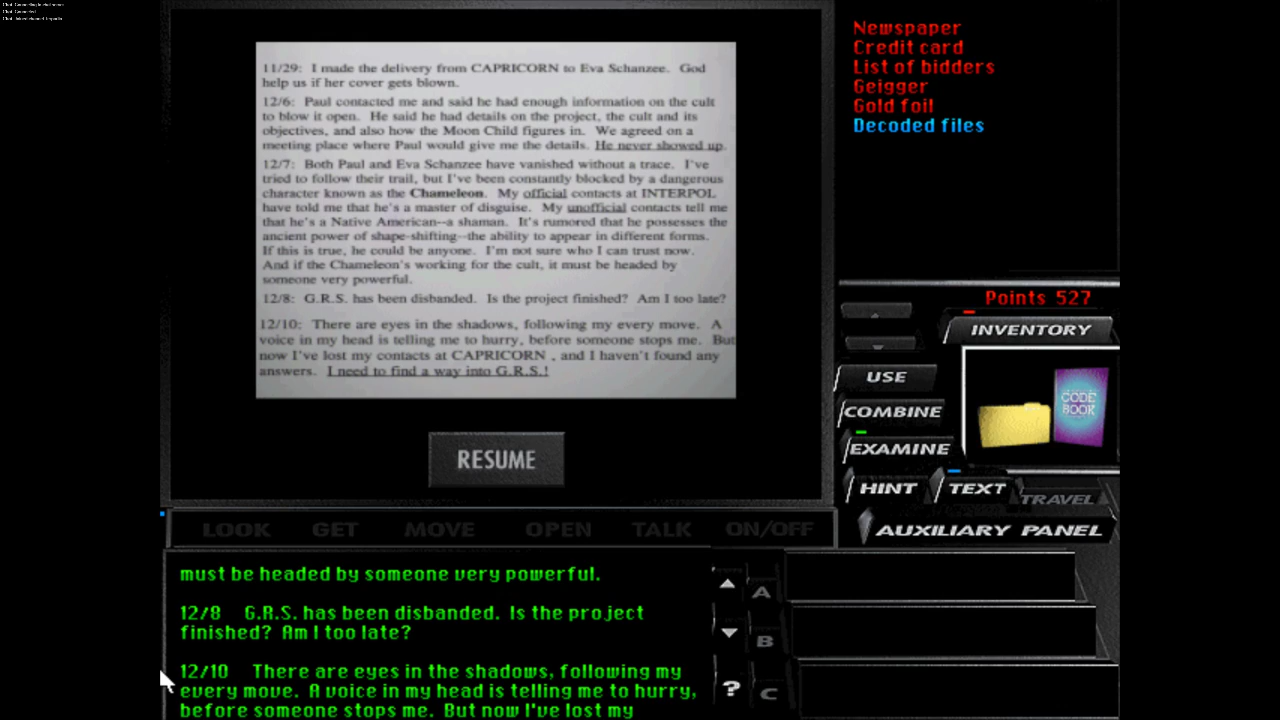 11/29: I made the delivery from CAPRICORN to Eva Schanzee. God
help us if her cover gets blown.
12/6: Paul contacted me and said he had enough information on the cult
to blow it open. He said he had details on the project, the cult and its
objectives, and also how the Moon Child figures in. We agreed on a
meeting place where Paul would give me the details. He never showed up.
12/7: Both Paul and Eva Schanzee have vanished without a trace. I've
tried to follow their trail, but I've been constantly blocked by a dangerous
character known as the Chameleon. My official contacts at INTERPOL
have told me that he's a master of disguise. My unofficial contacts tell me
that he's a Native American--a shaman. It's rumored that he possesses the
ancient power of shape-shifting--the ability to appear in different forms.
If this is true, he could be anyone. I'm not sure who I can trust now.
And if the Chameleon's working for the cult, it must be headed by
someone very powerful.
12/8: G.R.S. has been disbanded. Is the project finished? Am I too late?
12/10: There are eyes in the shadows, following my every move. A
voice in my head is telling me to hurry, before someone stops me. But
now I've lost my contacts at CAPRICORN , and I haven't found any
answers. I need to find a way into G.R.S.!
RESUME
Newspaper
Credit card
List of bidders
Geigger
Gold foil
Decoded files
Points 527
INVENTORY
USE
COMBINE
EXAMINE
CODE
BOOK
HINT
TEXT
TRAVEL
AUXILIARY PANEL
LOOK
GET
MOVE
OPEN
TALK
ON/OFF
must be headed by someone very powerful.
12/8 G.R.S. has been disbanded. Is the project
finished? Am I too late?
12/10 There are eyes in the shadows, following my
every move. A voice in my head is telling me to hurry,
before someone stops me. But now I've lost my
?
A
B
C